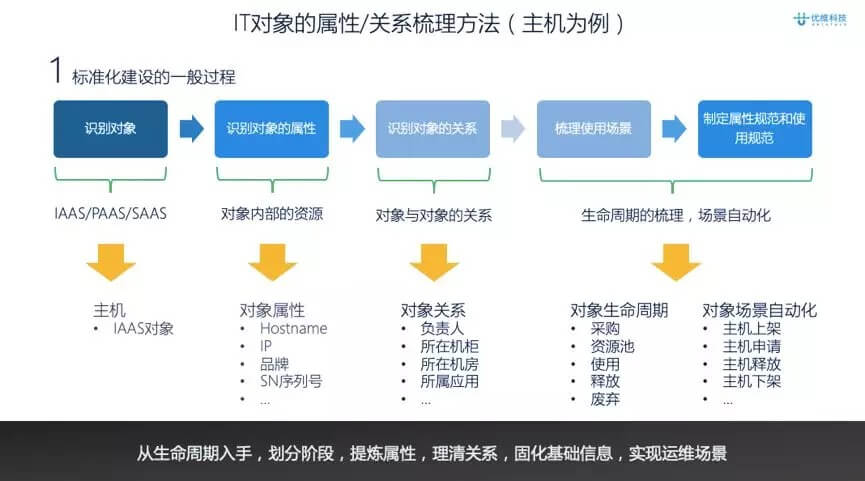 IT对象的属性/关系梳理方法（主机为例）
优维科技
1 标准化建设的一般过程
识别对象
识别对象的属性
识别对象的关系
梳理使用场景
制定属性规范和使
用规范
IAAS/PAAS/SAAS
对象内部的资源
对象与对象的关系
生命周期的梳理，场景自动化
主机
• IAAS对象
对象属性
• Hostname
• IP
• 品牌
• SN序列号
• ...
对象关系
• 负责人
• 所在机柜
• 所在机房
• 所属应用
• ...
对象生命周期
• 采购
• 资源池
• 使用
• 释放
• 废弃
对象场景自动化
• 主机上架
• 主机申请
• 主机释放
• 主机下架
• ...
从生命周期入手，划分阶段，提炼属性，理清关系，固化基础信息，实现运维场景